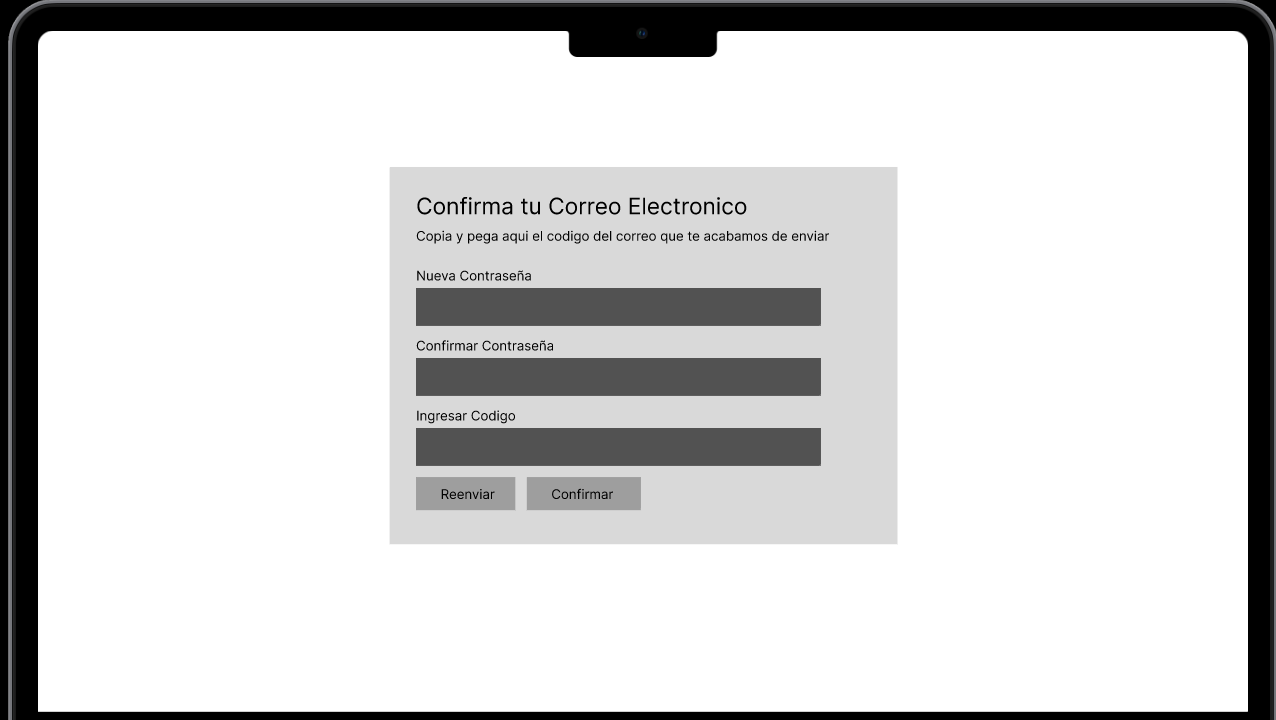 Confirma tu Correo Electronico
Copia y pega aqui el codigo del correo que te acabamos de enviar
Nueva Contraseña
Confirmar Contraseña
Ingresar Codigo
Reenviar
Confirmar